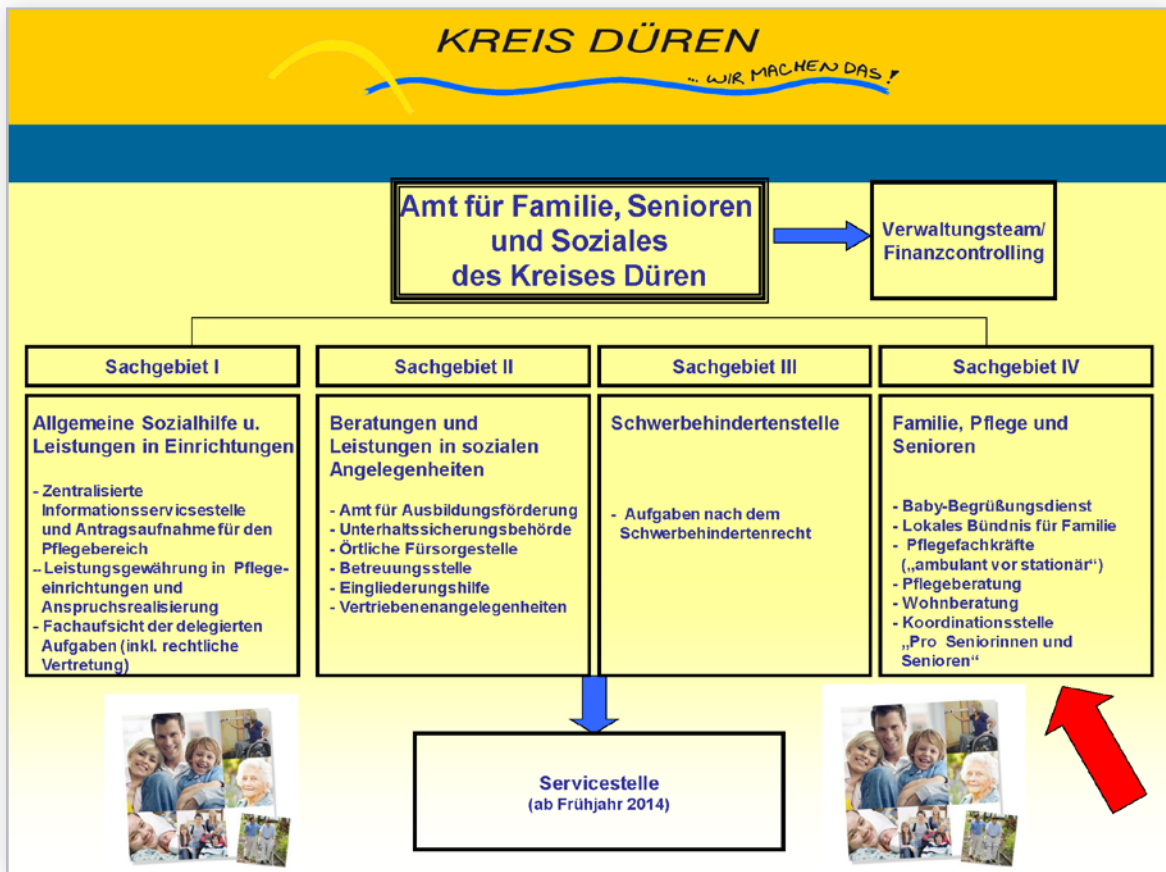 KREIS DÜREN
... WIR MACHEN DAS!
Amt für Familie, Senioren
und Soziales
des Kreises Düren
Verwaltungsteam/
Finanzcontrolling
Sachgebiet I
Allgemeine Sozialhilfe u.
Leistungen in Einrichtungen
- Zentralisierte
Informationsservicesstelle
und Antragsaufnahme für den
Pflegebereich
-- Leistungsgewährung in Pflege-
einrichtungen und
Anspruchsrealisierung
- Fachaufsicht der delegierten
Aufgaben (inkl. rechtliche
Vertretung)
Sachgebiet II
Beratungen und
Leistungen in sozialen
Angelegenheiten
- Amt für Ausbildungsförderung
- Unterhaltssicherungsbehörde
- Örtliche Fürsorgestelle
- Betreuungsstelle
- Eingliederungshilfe
- Vertriebenenangelegenheiten
Sachgebiet III
Schwerbehindertenstelle
- Aufgaben nach dem
Schwerbehindertenrecht
Sachgebiet IV
Familie, Pflege und
Senioren
- Baby-Begrüßungsdienst
- Lokales Bündnis für Familie
- Pflegefachkräfte
(„ambulant vor stationär“)
- Pflegeberatung
- Wohnberatung
- Koordinationsstelle
„Pro Seniorinnen und
Senioren“
Servicestelle
(ab Frühjahr 2014)